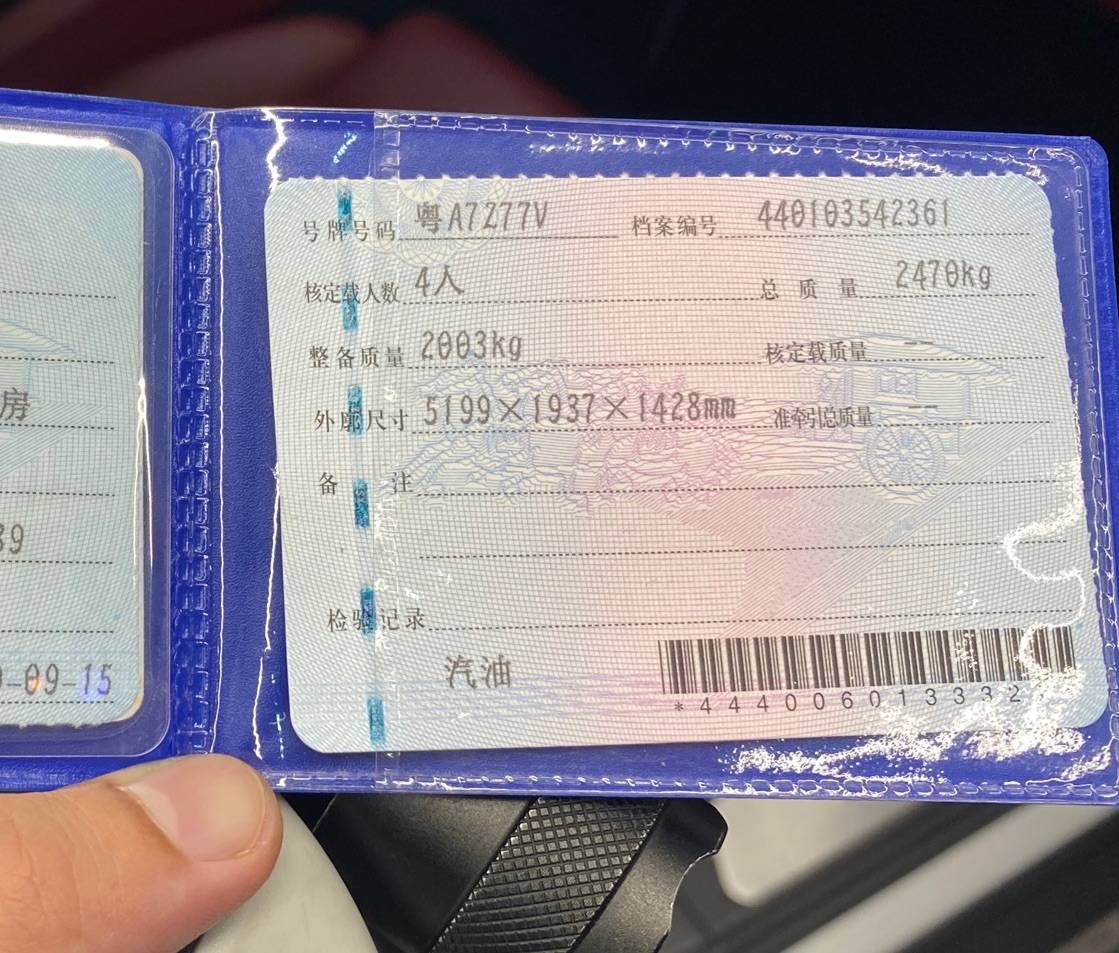 房
39
-09-15
号牌号码 粤A7Z77V 档案编号 440103542361
核定载人数 4人 总质量 2470kg
整备质量 2003kg 核定载质量 --
外廓尺寸 5199×1937×1428mm 准牵引总质量 --
备注
检验记录
汽油
*444006013332